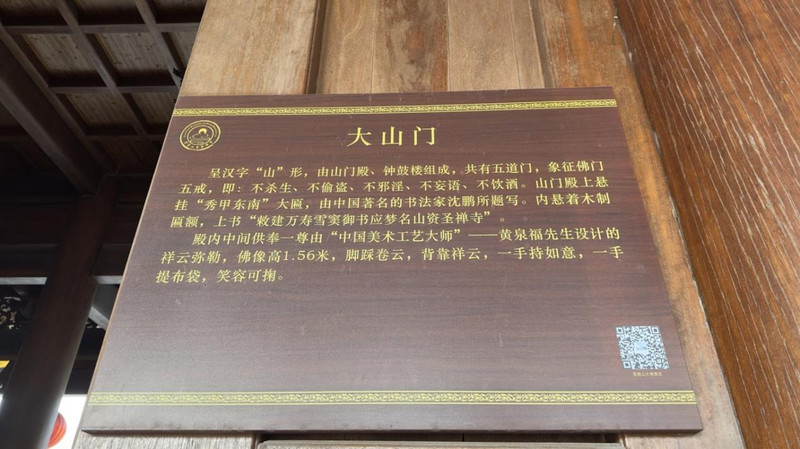 大山门
呈汉字“山”形，由山门殿、钟鼓楼组成，共有五道门，象征佛门
五戒，即：不杀生、不偷盗、不邪淫、不妄语、不饮酒。山门殿上悬
挂“秀甲东南”大匾，由中国著名的书法家沈鹏所题写。内悬着木制
匾额，上书“敕建万寿雪窦御书应梦名山资圣禅寺”。
殿内中间供奉一尊由“中国美术工艺大师”——黄泉福先生设计的
祥云弥勒，佛像高1.56米，脚踩卷云，背靠祥云，一手持如意，一手
提布袋，笑容可掬。